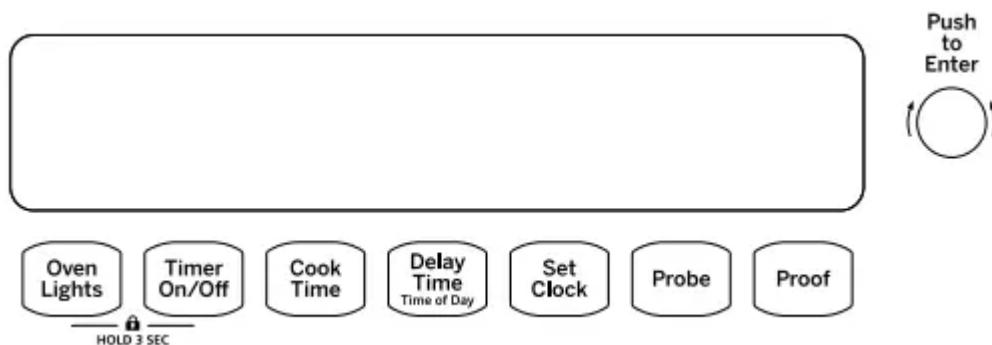 Push
to
Enter
Oven
Lights
Timer
On/Off
Cook
Time
Delay
Time
Time of Day
Set
Clock
Probe
Proof
HOLD 3 SEC